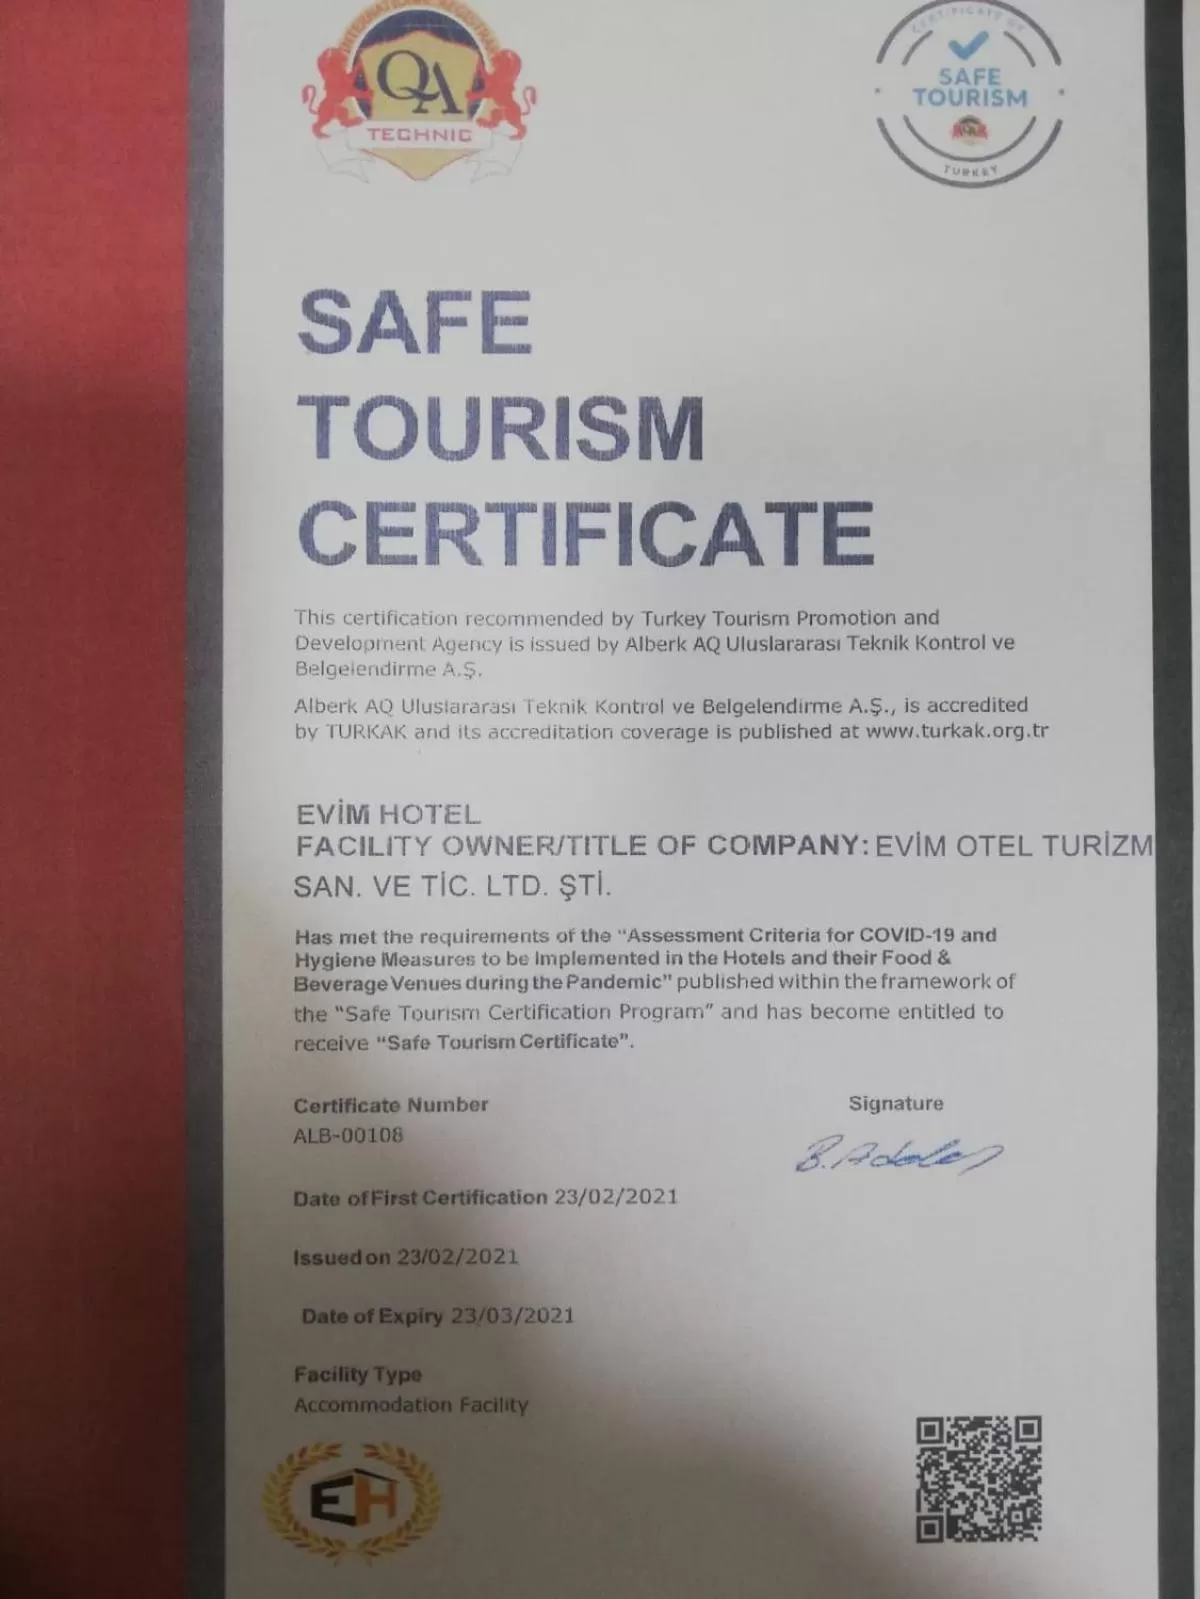 INTERNATIONAL REGISTRAR
QA
TECHNIC
CERTIFICATE OF
SAFE
TOURISM
QA
TURKEY
SAFE
TOURISM
CERTIFICATE
This certification recommended by Turkey Tourism Promotion and
Development Agency is issued by Alberk AQ Uluslararası Teknik Kontrol ve
Belgelendirme A.Ş.
Alberk AQ Uluslararası Teknik Kontrol ve Belgelendirme A.Ş., is accredited
by TURKAK and its accreditation coverage is published at www.turkak.org.tr
EVİM HOTEL
FACILITY OWNER/TITLE OF COMPANY: EVİM OTEL TURİZM
SAN. VE TİC. LTD. ŞTİ.
Has met the requirements of the “Assessment Criteria for COVID-19 and
Hygiene Measures to be Implemented in the Hotels and their Food &
Beverage Venues during the Pandemic” published within the framework of
the “Safe Tourism Certification Program” and has become entitled to
receive “Safe Tourism Certificate”.
Certificate Number
Signature
ALB-00108
Date of First Certification 23/02/2021
Issued on 23/02/2021
Date of Expiry 23/03/2021
Facility Type
Accommodation Facility
EH